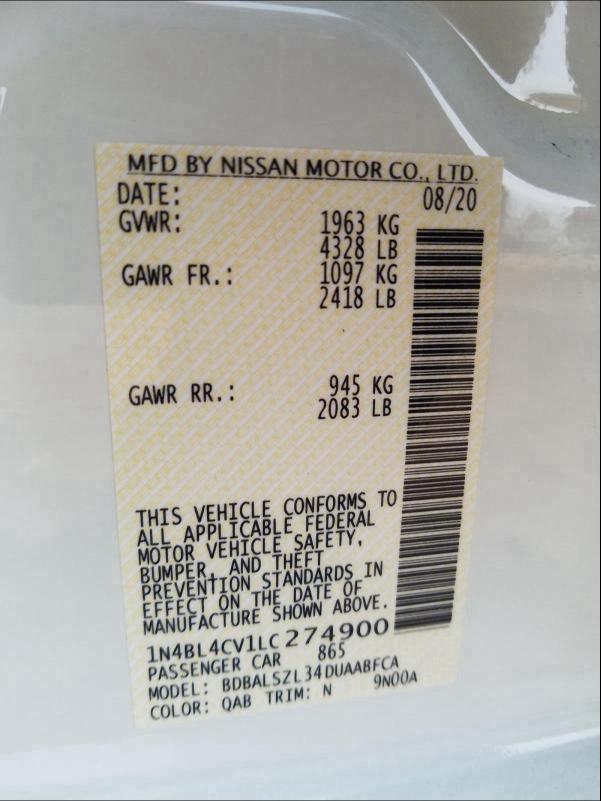 MFD BY NISSAN MOTOR CO., LTD.
DATE: 08/20
GVWR: 1963 KG
4328 LB
GAWR FR.: 1097 KG
2418 LB
GAWR RR.: 945 KG
2083 LB
THIS VEHICLE CONFORMS TO
ALL APPLICABLE FEDERAL
MOTOR VEHICLE SAFETY,
BUMPER, AND THEFT
PREVENTION STANDARDS IN
EFFECT ON THE DATE OF
MANUFACTURE SHOWN ABOVE.
1N4BL4CV1LC274900
PASSENGER CAR 865
MODEL: BDBALSZL34DUAABFCA
COLOR: QAB TRIM: N 9N00A